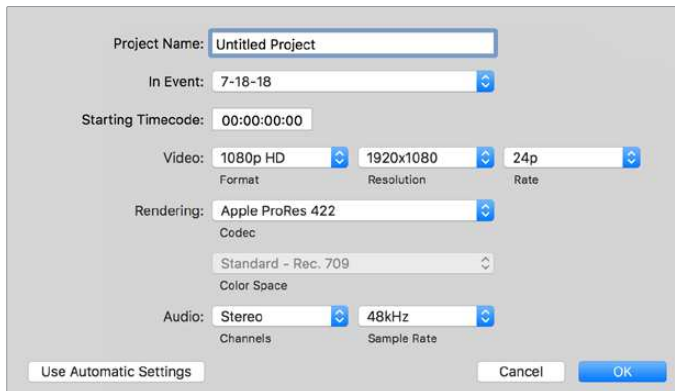 Project Name: Untitled Project
In Event: 7-18-18
Starting Timecode: 00:00:00:00
Video: 1080p HD 1920x1080 24p
Format Resolution Rate
Rendering: Apple ProRes 422
Codec
Standard - Rec. 709
Color Space
Audio: Stereo 48kHz
Channels Sample Rate
Use Automatic Settings Cancel OK